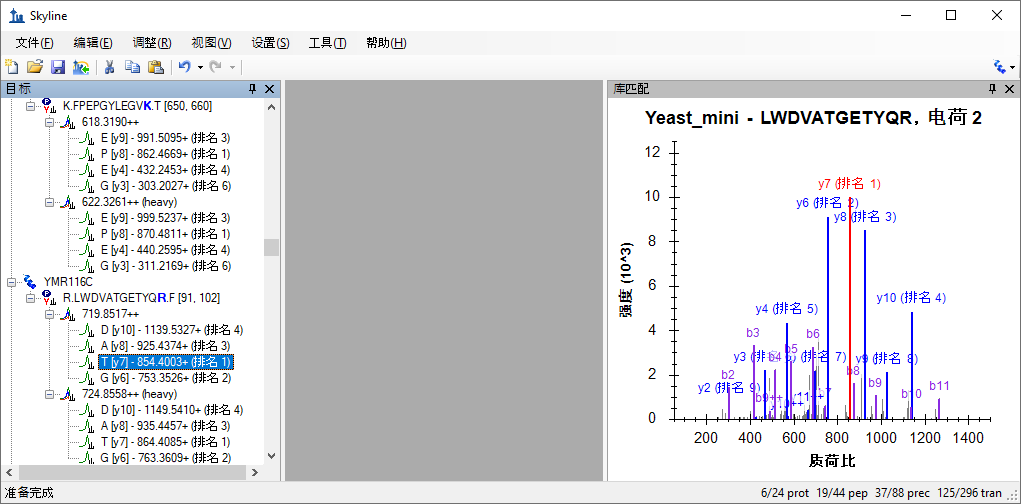 Skyline
文件(F) 编辑(E) 调整(R) 视图(V) 设置(S) 工具(T) 帮助(H)
目标
K.FPEPGYLEGVK.T [650, 660]
618.3190++
E [y9] - 991.5095+ (排名 3)
P [y8] - 862.4669+ (排名 1)
E [y4] - 432.2453+ (排名 4)
G [y3] - 303.2027+ (排名 6)
622.3261++ (heavy)
E [y9] - 999.5237+ (排名 3)
P [y8] - 870.4811+ (排名 1)
E [y4] - 440.2595+ (排名 4)
G [y3] - 311.2169+ (排名 6)
YMR116C
R.LWDVATGETYQR.F [91, 102]
719.8517++
D [y10] - 1139.5327+ (排名 4)
A [y8] - 925.4374+ (排名 3)
T [y7] - 854.4003+ (排名 1)
G [y6] - 753.3526+ (排名 2)
724.8558++ (heavy)
D [y10] - 1149.5410+ (排名 4)
A [y8] - 935.4457+ (排名 3)
T [y7] - 864.4085+ (排名 1)
G [y6] - 763.3609+ (排名 2)
库匹配
Yeast_mini - LWDVATGETYQR, 电荷 2
强度 (10^3)
12
10
8
6
4
2
0
y7 (排名 1)
y6 (排名 2)
y8 (排名 3)
y10 (排名 4)
y4 (排名 5)
b3
b6
b5
b4
y3 (排名
(排名 7)
y9 (排名 8)
b2
b8
y2 (排名 9)
b9
b10
b11
200 400 600 800 1000 1200 1400
质荷比
准备完成
6/24 prot 19/44 pep 37/88 prec 125/296 tran